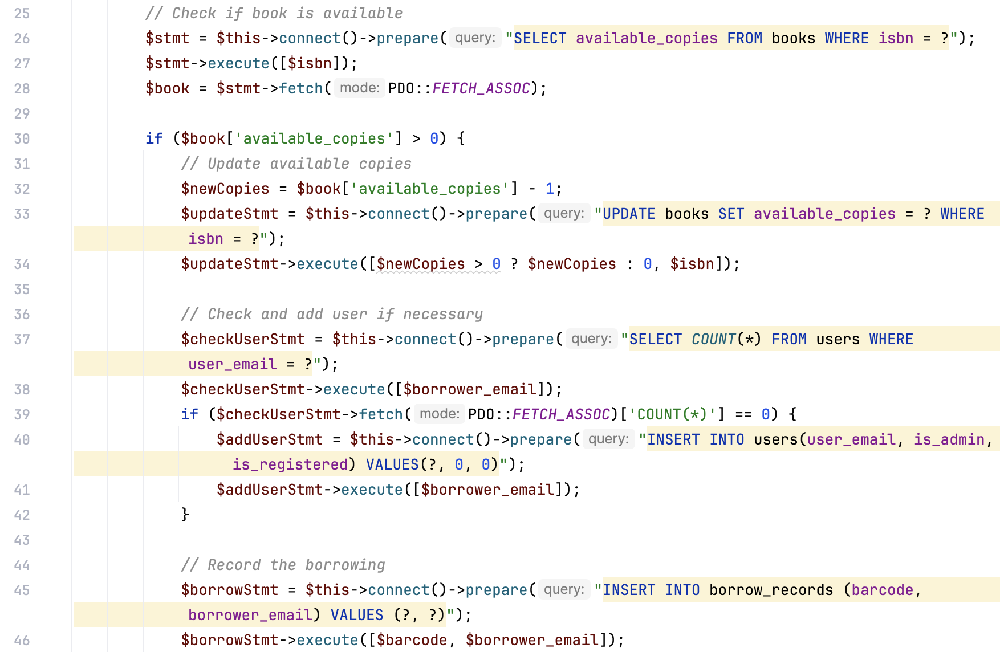 25 // Check if book is available
26 $stmt = $this->connect()->prepare( query: "SELECT available_copies FROM books WHERE isbn = ?");
27 $stmt->execute([$isbn]);
28 $book = $stmt->fetch( mode: PDO::FETCH_ASSOC);
29
30 if ($book['available_copies'] > 0) {
31 // Update available copies
32 $newCopies = $book['available_copies'] - 1;
33 $updateStmt = $this->connect()->prepare( query: "UPDATE books SET available_copies = ? WHERE
isbn = ?");
34 $updateStmt->execute([$newCopies > 0 ? $newCopies : 0, $isbn]);
35
36 // Check and add user if necessary
37 $checkUserStmt = $this->connect()->prepare( query: "SELECT COUNT(*) FROM users WHERE
user_email = ?");
38 $checkUserStmt->execute([$borrower_email]);
39 if ($checkUserStmt->fetch( mode: PDO::FETCH_ASSOC)['COUNT(*)'] == 0) {
40 $addUserStmt = $this->connect()->prepare( query: "INSERT INTO users(user_email, is_admin,
is_registered) VALUES(?, 0, 0)");
41 $addUserStmt->execute([$borrower_email]);
42 }
43
44 // Record the borrowing
45 $borrowStmt = $this->connect()->prepare( query: "INSERT INTO borrow_records (barcode,
borrower_email) VALUES (?, ?)");
46 $borrowStmt->execute([$barcode, $borrower_email]);